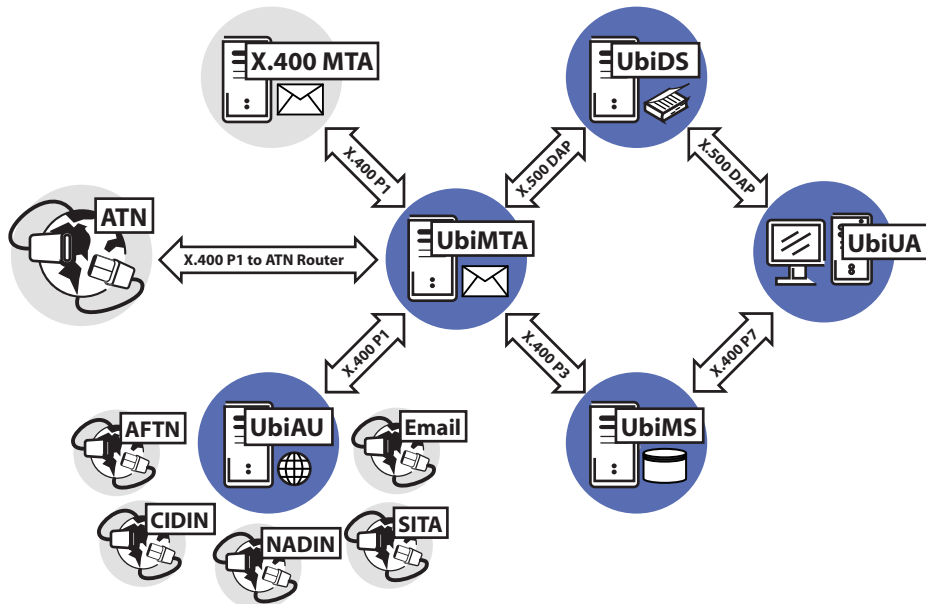 X.400 MTA
UbiDS
X.400 P1
X.500 DAP
X.500 DAP
ATN
UbiMTA
UbiUA
X.400 P1 to ATN Router
X.400 P1
X.400 P3
X.400 P7
AFTN
UbiAU
Email
UbiMS
CIDIN
SITA
NADIN